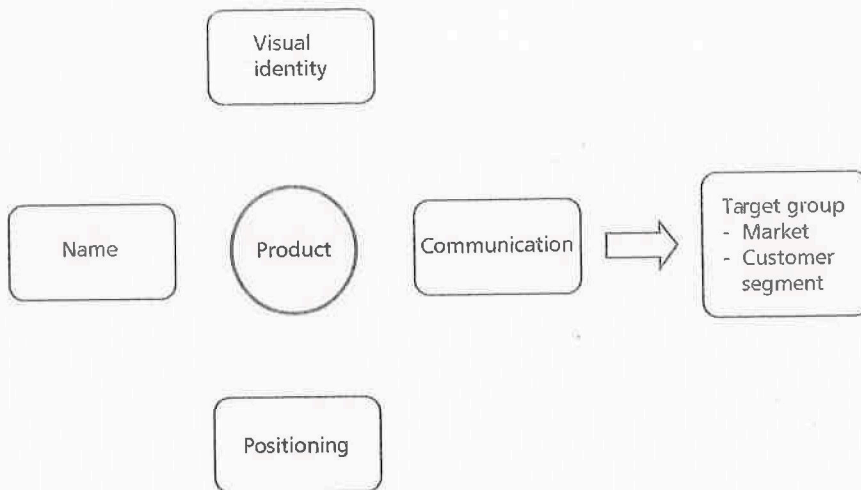 Visual
identity
Name
Product
Communication
Target group
- Market
- Customer
segment
Positioning